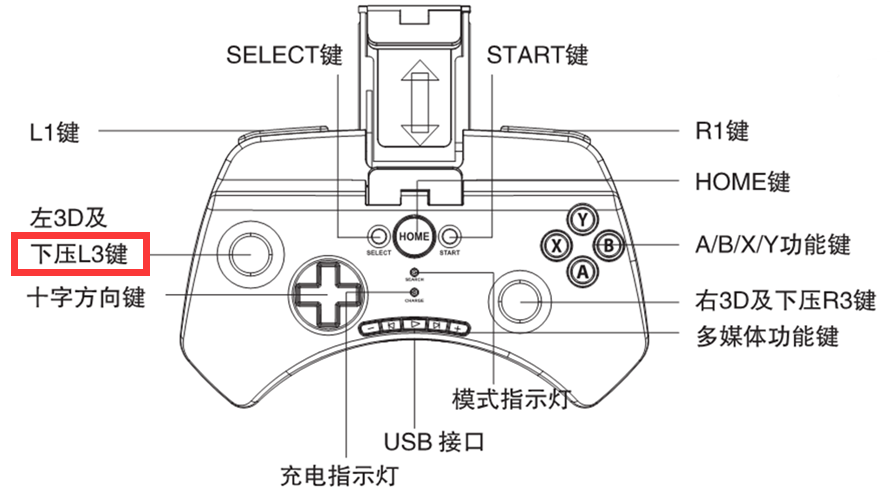 SELECT键
START键
L1键
R1键
HOME键
左3D及
下压L3键
十字方向键
A/B/X/Y功能键
右3D及下压R3键
多媒体功能键
HOME
SELECT
START
Y
X
B
A
SEARCH
CHARGE
模式指示灯
USB 接口
充电指示灯